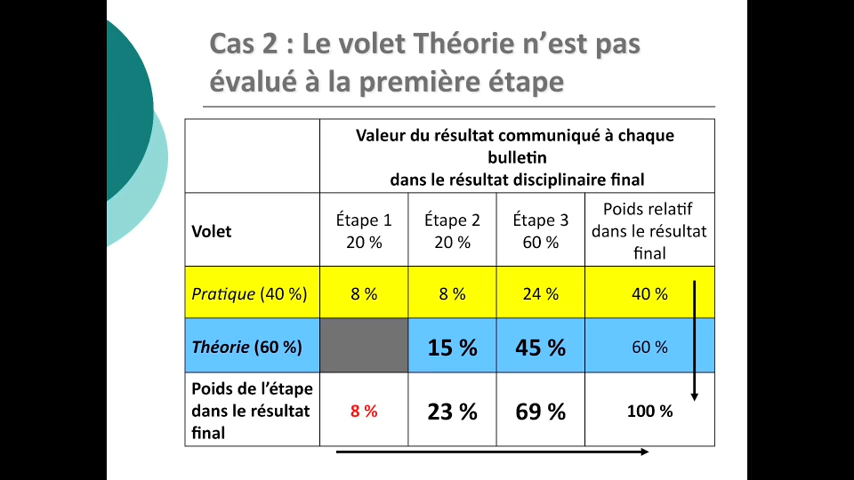 Cas 2 : Le volet Théorie n’est pas
évalué à la première étape
Valeur du résultat communiqué à chaque
bulletin
dans le résultat disciplinaire final
Volet
Étape 1
20 %
Étape 2
20 %
Étape 3
60 %
Poids relatif
dans le résultat
final
Pratique (40 %)
8 %
8 %
24 %
40 %
Théorie (60 %)
15 %
45 %
60 %
Poids de l’étape
dans le résultat
final
8 %
23 %
69 %
100 %